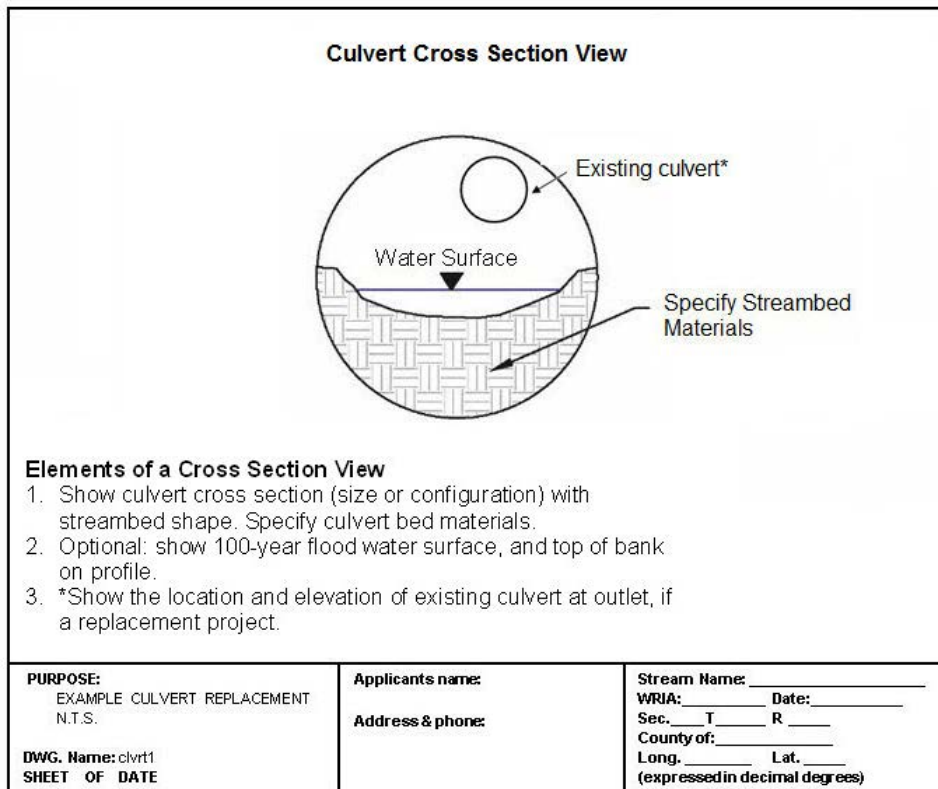 Culvert Cross Section View
Existing culvert*
Water Surface
Specify Streambed
Materials
Elements of a Cross Section View
1. Show culvert cross section (size or configuration) with
streambed shape. Specify culvert bed materials.
2. Optional: show 100-year flood water surface, and top of bank
on profile.
3. *Show the location and elevation of existing culvert at outlet, if
a replacement project.
PURPOSE:
EXAMPLE CULVERT REPLACEMENT
N.T.S.
DWG. Name: clvrt1
SHEET OF DATE
Applicants name:
Address & phone:
Stream Name:
WRIA: Date:
Sec. T R
County of:
Long. Lat.
(expressed in decimal degrees)